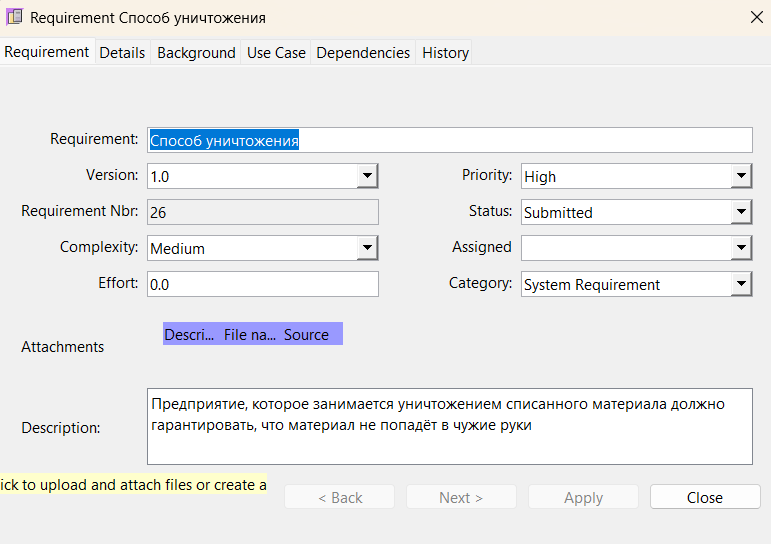 Requirement Способ уничтожения
Requirement Details Background Use Case Dependencies History
Requirement: Способ уничтожения
Version: 1.0 Priority: High
Requirement Nbr: 26 Status: Submitted
Complexity: Medium Assigned
Effort: 0.0 Category: System Requirement
Descri... File na... Source
Attachments
Предприятие, которое занимается уничтожением списанного материала должно
гарантировать, что материал не попадёт в чужие руки
Description:
ick to upload and attach files or create a
< Back Next > Apply Close